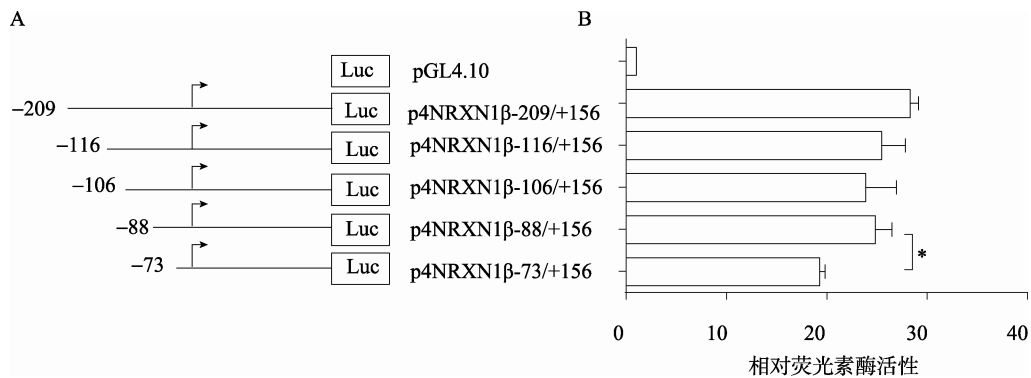 A
B
Luc pGL4.10
−209 Luc p4NRXN1β-209/+156
−116 Luc p4NRXN1β-116/+156
−106 Luc p4NRXN1β-106/+156
−88 Luc p4NRXN1β-88/+156
−73 Luc p4NRXN1β-73/+156
*
0 10 20 30 40
相对荧光素酶活性